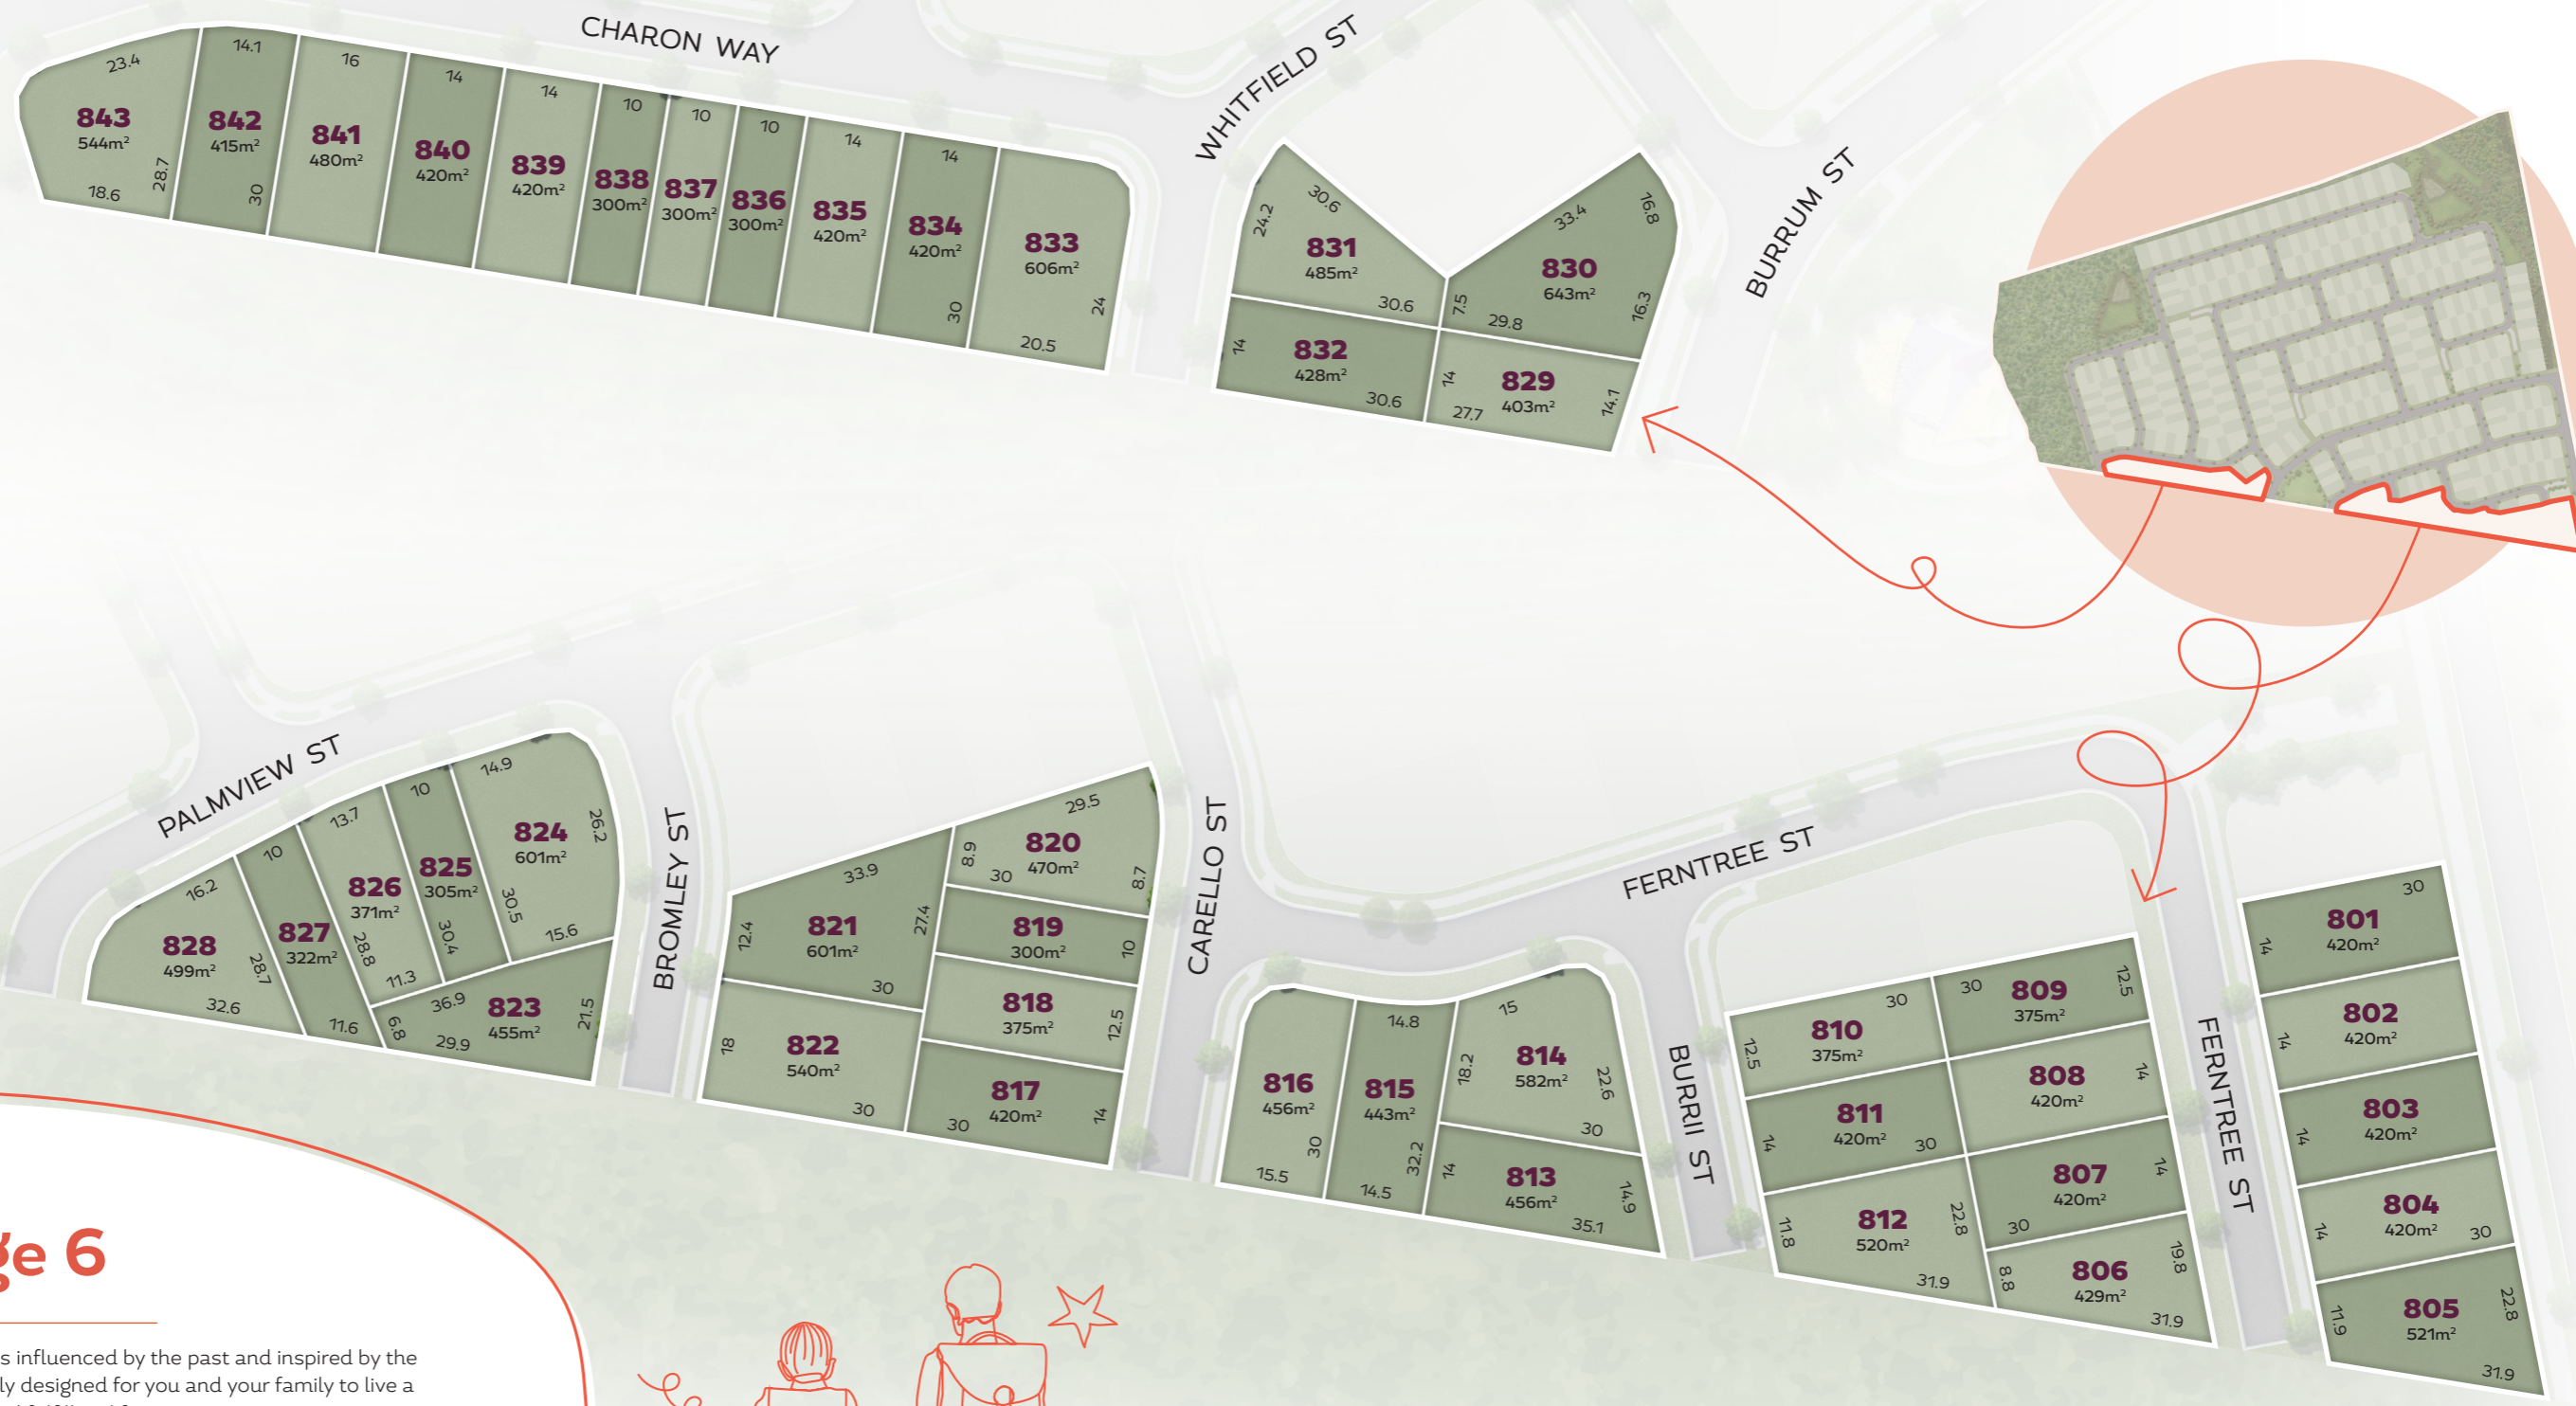 CHARON WAY
WHITFIELD ST
BURRUM ST
23.4
843
544m²
28.7
18.6
14.1
842
415m²
30
16
841
480m²
14
840
420m²
14
839
420m²
10
838
300m²
10
837
300m²
10
836
300m²
14
835
420m²
14
834
420m²
30
833
606m²
24
20.5
30.6
24.2
831
485m²
30.6
33.4
16.8
830
643m²
7.5
29.8
16.3
14
832
428m²
30.6
14
829
403m²
27.7
14.1
PALMVIEW ST
BROMLEY ST
CARELLO ST
FERNTREE ST
BURRII ST
FERNTREE ST
16.2
828
499m²
28.7
32.6
10
827
322m²
11.6
13.7
826
371m²
28.8
11.3
10
825
305m²
30.4
14.9
824
601m²
26.2
30.5
15.6
36.9
823
455m²
6.8
29.9
21.5
33.9
821
601m²
12.4
27.4
30
18
822
540m²
30
29.5
8.9
820
470m²
30
8.7
819
300m²
10
818
375m²
12.5
817
420m²
30
14
816
456m²
30
15.5
14.8
815
443m²
32.2
14.5
15
18.2
814
582m²
22.6
30
14
813
456m²
14.9
35.1
30
810
375m²
12.5
30
809
375m²
12.5
811
420m²
30
14
808
420m²
14
812
520m²
11.8
22.8
31.9
807
420m²
30
14
8.8
806
429m²
19.8
31.9
30
801
420m²
14
802
420m²
14
803
420m²
14
804
420m²
30
14
805
521m²
11.9
22.8
31.9
ge 6
s influenced by the past and inspired by the
ly designed for you and your family to live a